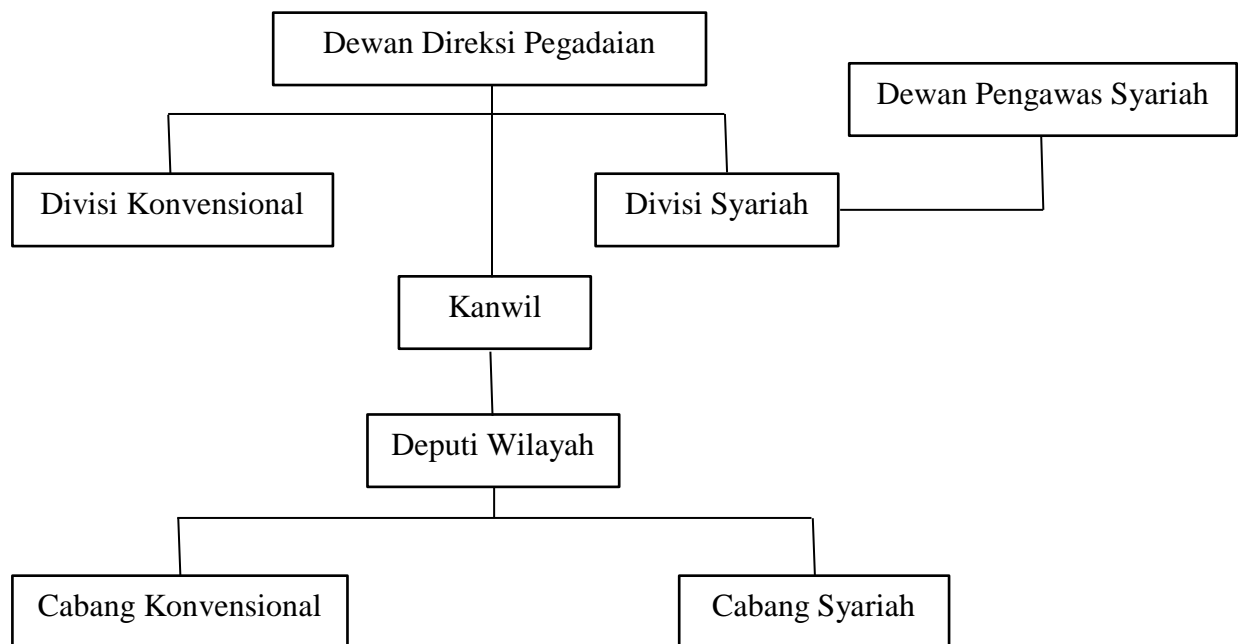 Dewan Direksi Pegadaian
Dewan Pengawas Syariah
Divisi Konvensional
Divisi Syariah
Kanwil
Deputi Wilayah
Cabang Konvensional
Cabang Syariah